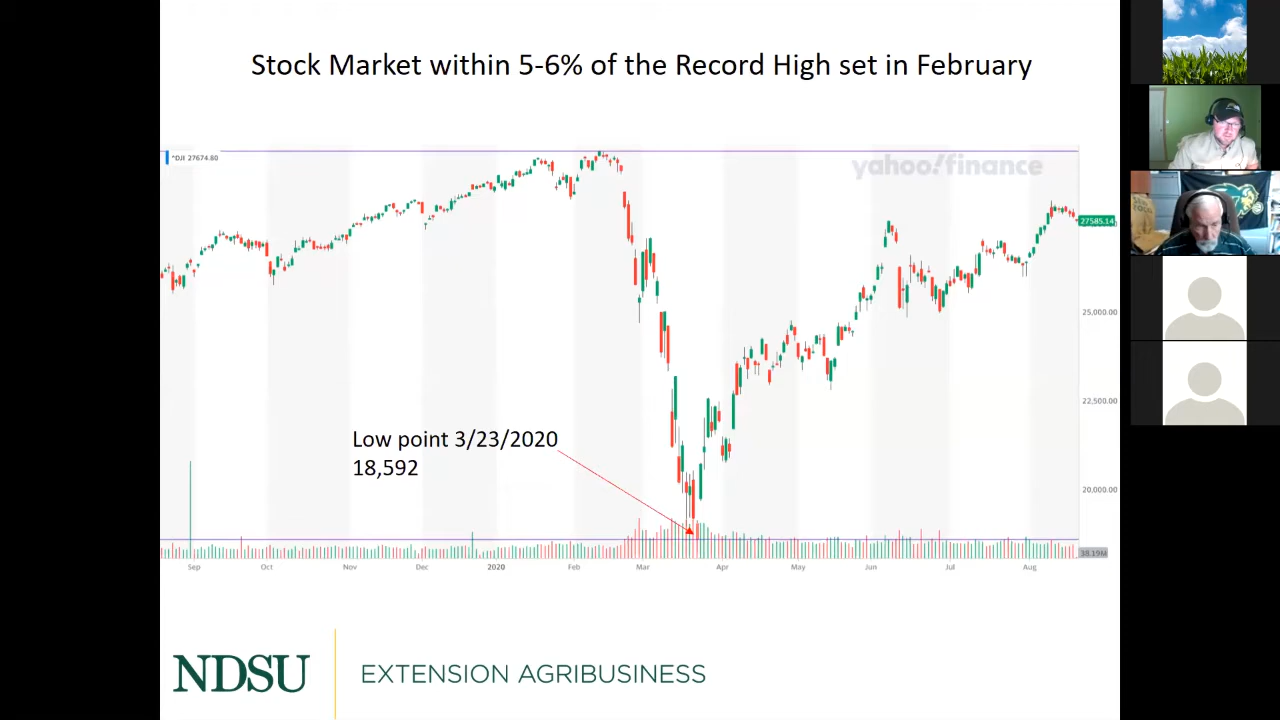 Stock Market within 5-6% of the Record High set in February
^DJI 27674.80
yahoo!finance
27585.14
25,000.00
22,500.00
20,000.00
Low point 3/23/2020
18,592
38.19M
Sep Oct Nov Dec 2020 Feb Mar Apr May Jun Jul Aug
NDSU
EXTENSION AGRIBUSINESS